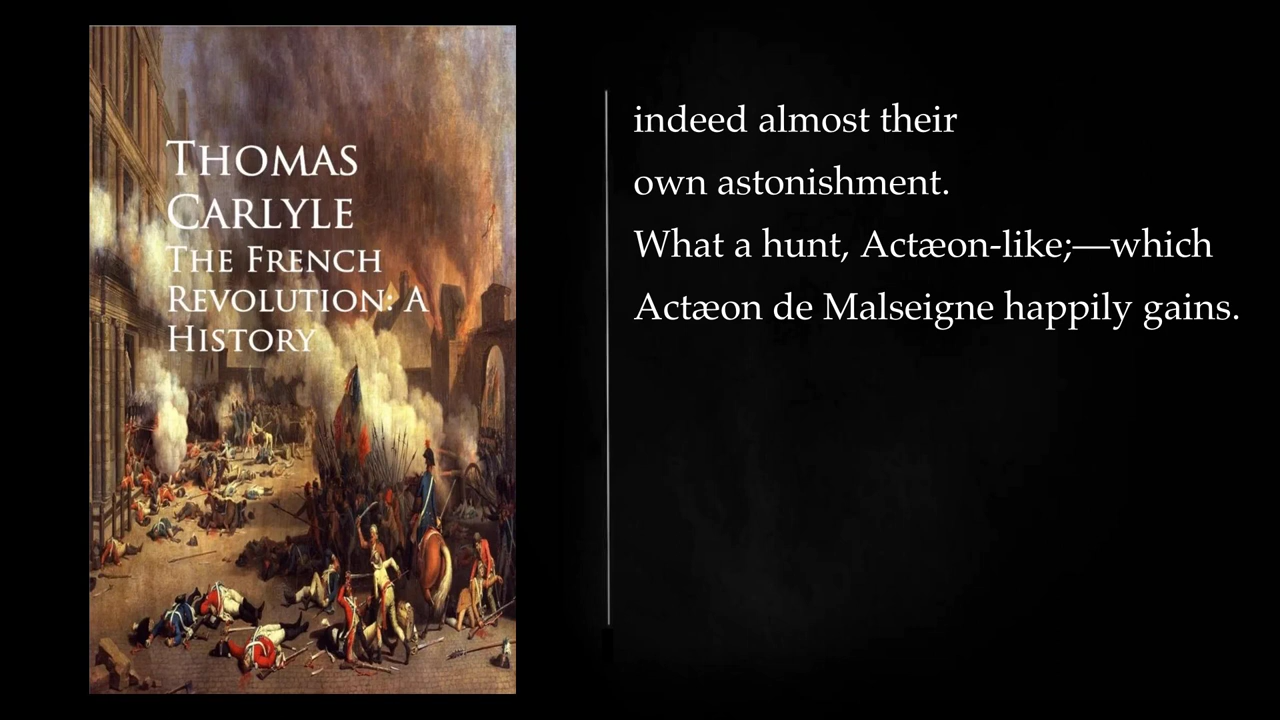 THOMAS
CARLYLE
THE FRENCH
REVOLUTION: A
HISTORY
indeed almost their
own astonishment.
What a hunt, Actæon-like;—which
Actæon de Malseigne happily gains.